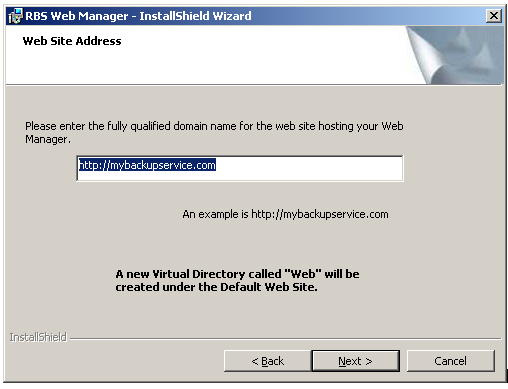 RBS Web Manager - InstallShield Wizard
Web Site Address
Please enter the fully qualified domain name for the web site hosting your Web
Manager.
http://mybackupservice.com
An example is http://mybackupservice.com
A new Virtual Directory called "Web" will be
created under the Default Web Site.
InstallShield
< Back
Next >
Cancel